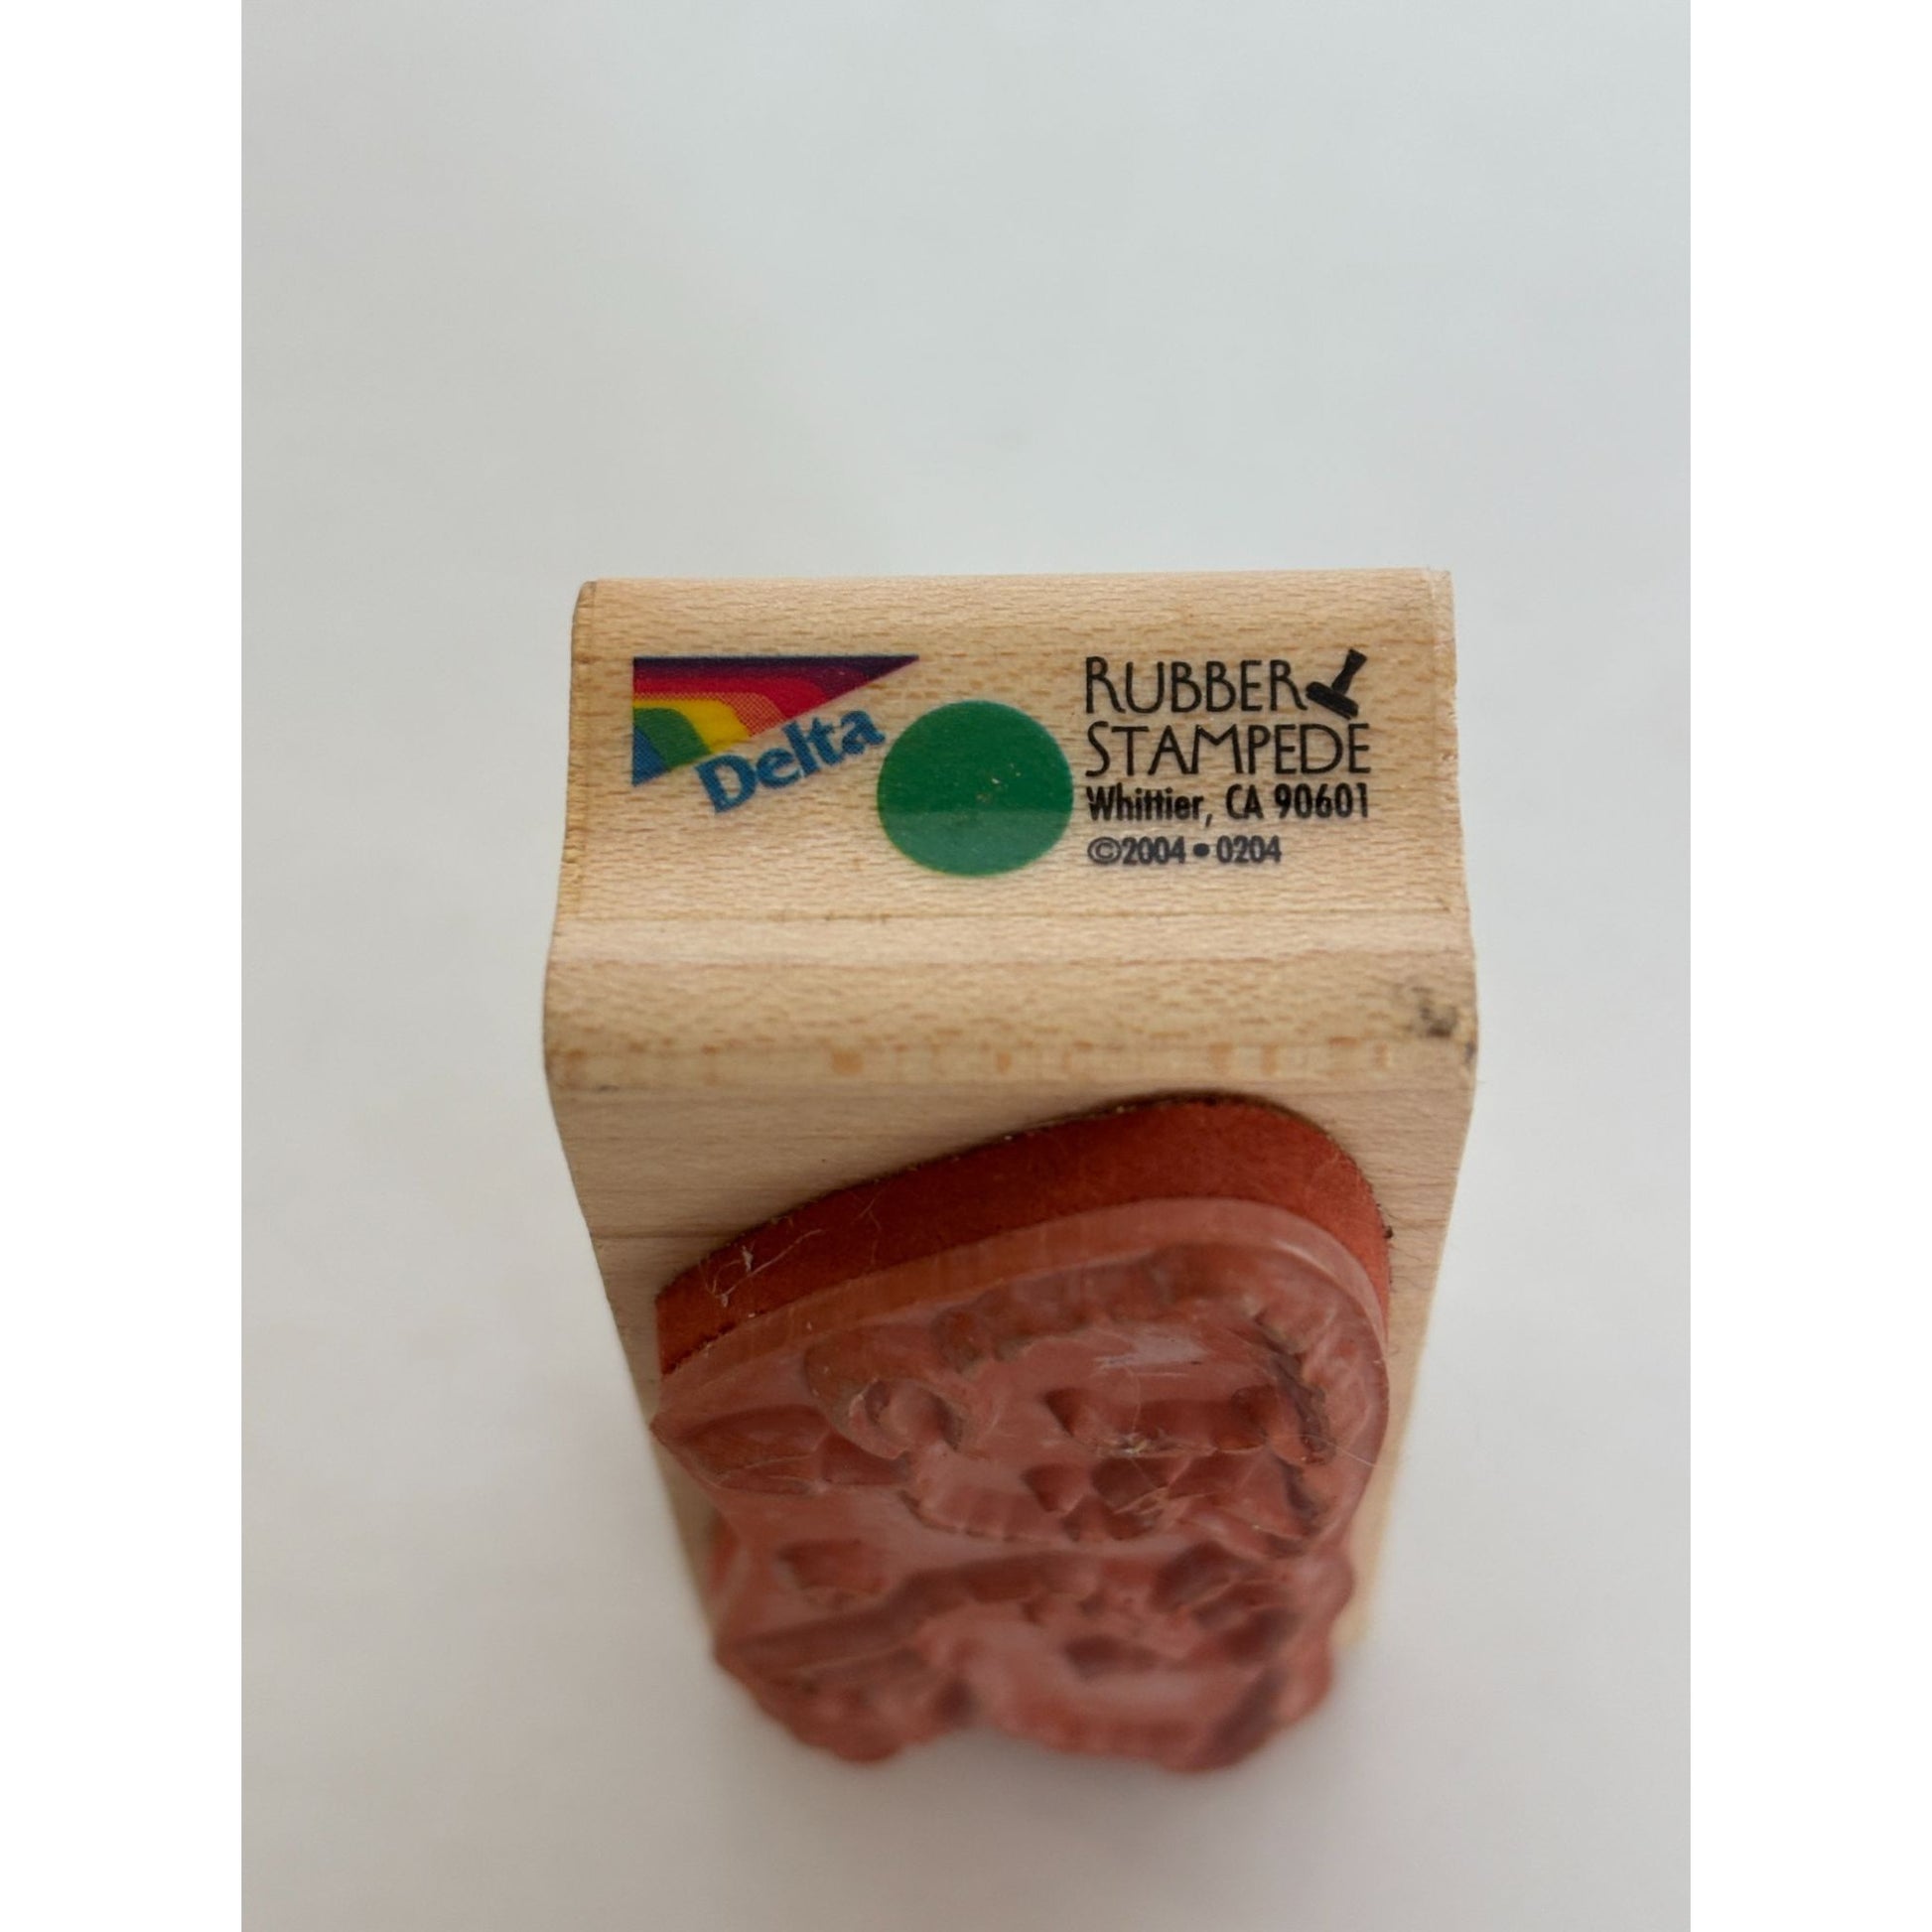 Delta
RUBBER
STAMPEDE
Whittier, CA 90601
©2004 • 0204